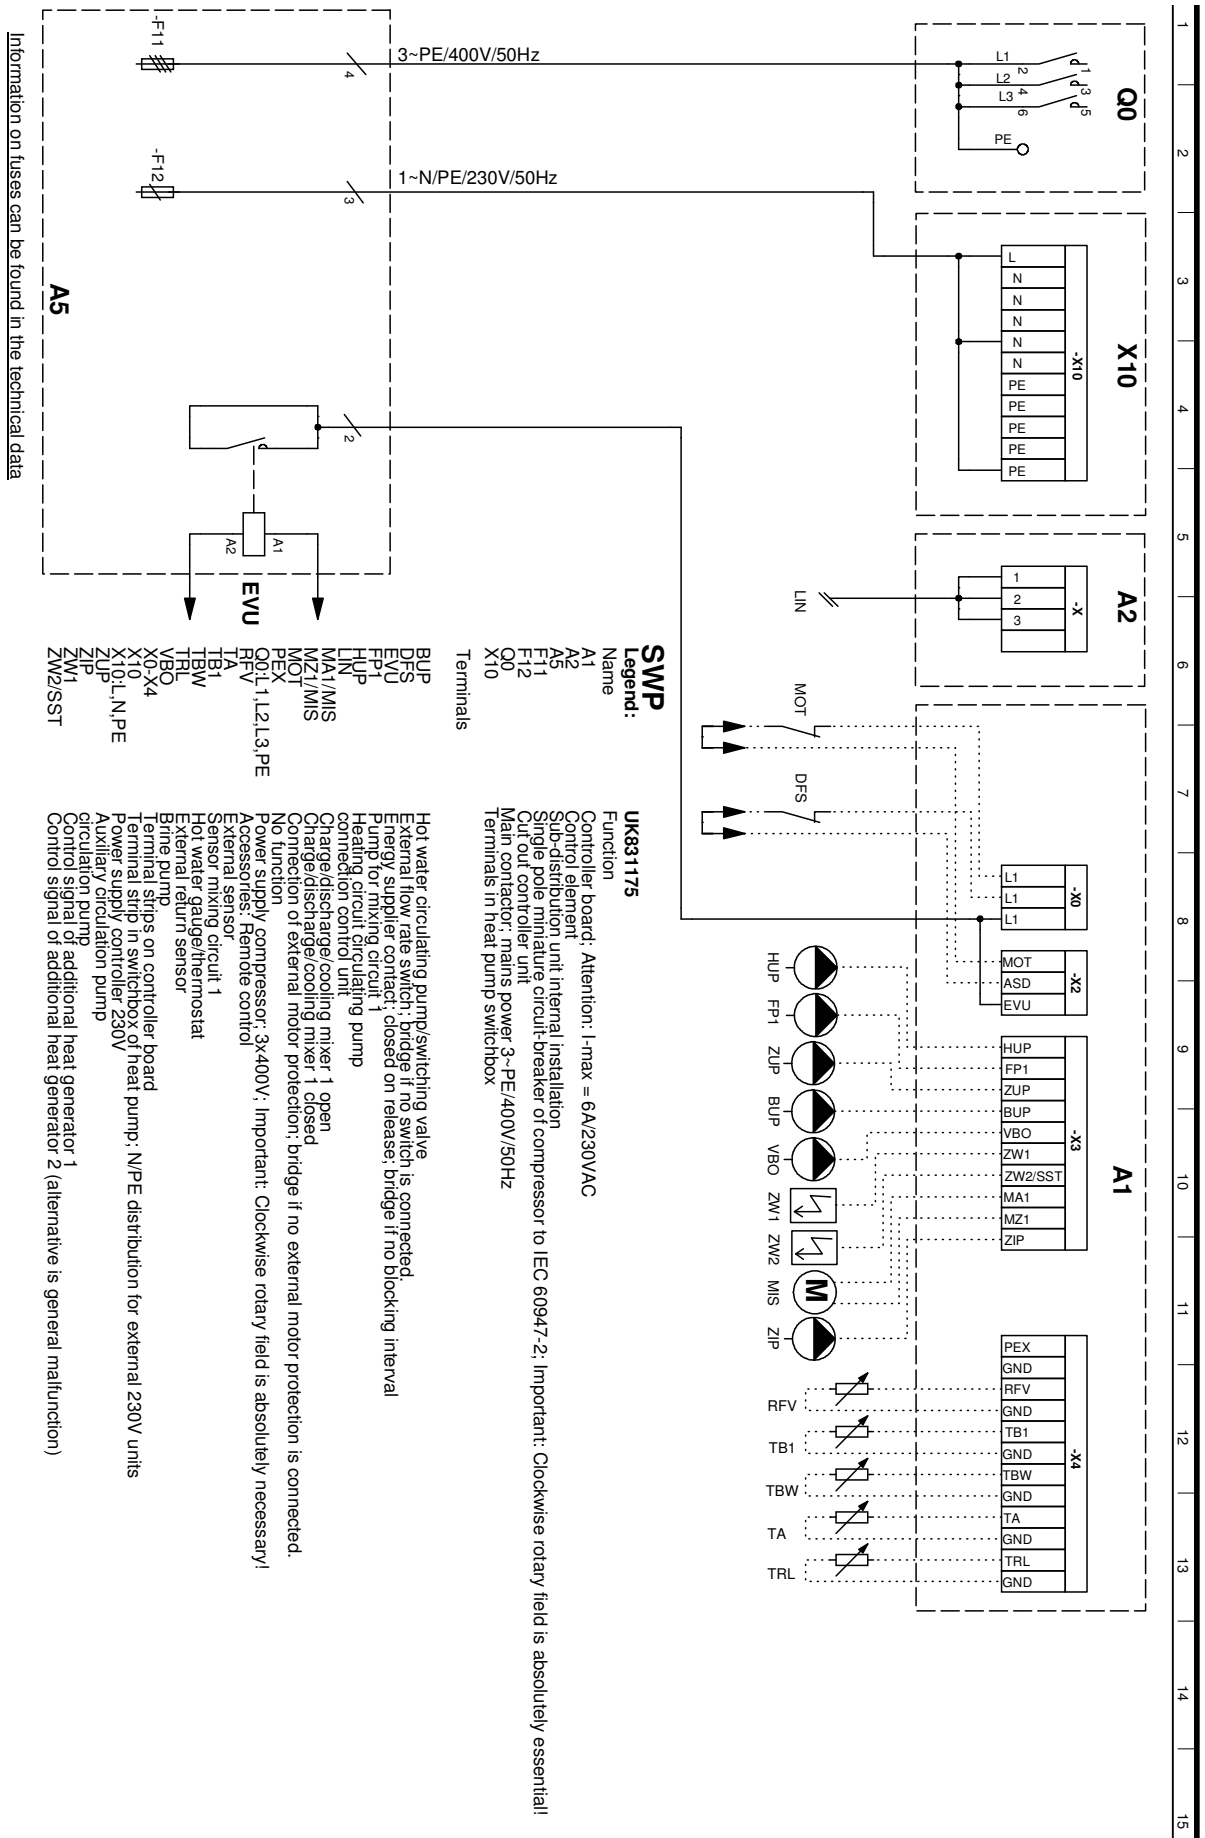 1
2
3
4
5
6
7
8
9
10
11
12
13
14
15
Q0
L1
L2
L3
PE
2
4
6
1
3
5
X10
-X10
L
N
N
N
N
N
PE
PE
PE
PE
PE
A2
-X
1
2
3
LIN
A1
-X0
L1
L1
L1
-X2
MOT
ASD
EVU
-X3
HUP
FP1
ZUP
BUP
VBO
ZW1
ZW2/SST
MA1
MZ1
ZIP
-X4
PEX
GND
RFV
GND
TB1
GND
TBW
GND
TA
GND
TRL
GND
MOT
DFS
HUP
FP1
ZUP
BUP
VBO
ZW1
ZW2
MIS
M
ZIP
RFV
TB1
TBW
TA
TRL
3~PE/400V/50Hz
1~N/PE/230V/50Hz
-F11
4
-F12
3
2
A5
A1
A2
EVU
Information on fuses can be found in the technical data
SWP
Legend: UK831175
Name Function
A1 Controller board; Attention: I-max = 6A/230VAC
A2 Control element
A5 Sub-distribution unit internal installation
F11 Single pole miniature circuit-breaker of compressor to IEC 60947-2; Important: Clockwise rotary field is absolutely essential!
F12 Cut out controller unit
Q0 Main contactor; mains power 3~PE/400V/50Hz
X10 Terminals in heat pump switchbox
Terminals
BUP Hot water circulating pump/switching valve
DFS External flow rate switch; bridge if no switch is connected.
EVU Energy supplier contact; closed on release; bridge if no blocking interval
FP1 Pump for mixing circuit 1
HUP Heating circuit circulating pump
LIN connection control unit
MA1/MIS Charge/discharge/cooling mixer 1 open
MZ1/MIS Charge/discharge/cooling mixer 1 closed
MOT Connection of external motor protection; bridge if no external motor protection is connected.
PEX No function
Q0:L1,L2,L3,PE Power supply compressor; 3x400V; Important: Clockwise rotary field is absolutely necessary!
RFV Accessories: Remote control
TA External sensor
TB1 Sensor mixing circuit 1
TBW Hot water gauge/thermostat
TRL External return sensor
VBO Brine pump
X0-X4 Terminal strips on controller board
X10 Terminal strip in switchbox of heat pump; N/PE distribution for external 230V units
X10:L,N,PE Power supply controller 230V
ZUP Auxiliary circulation pump
ZIP circulation pump
ZW1 Control signal of additional heat generator 1
ZW2/SST Control signal of additional heat generator 2 (alternative is general malfunction)